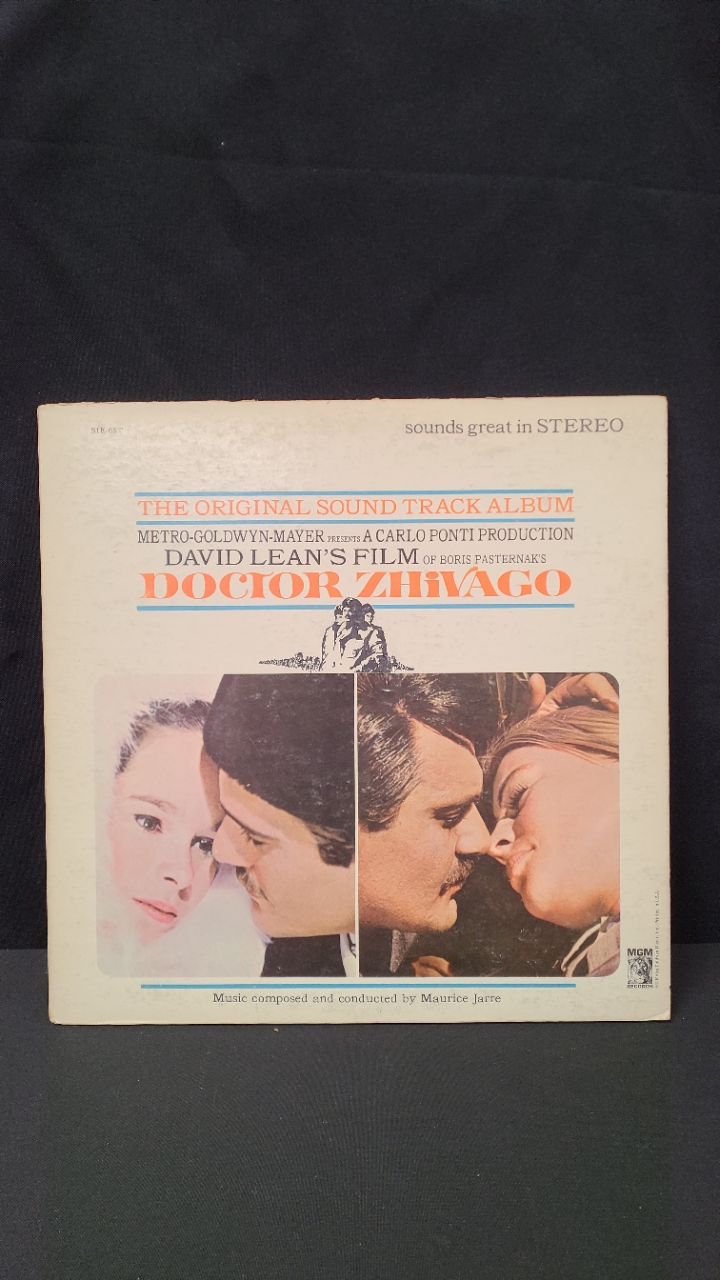 sounds great in STEREO
THE ORIGINAL SOUND TRACK ALBUM
METRO-GOLDWYN-MAYER PRESENTS A CARLO PONTI PRODUCTION
DAVID LEAN'S FILM OF BORIS PASTERNAK'S
DOCTOR ZHiVAGO
MGM
RECORDS
Music composed and conducted by Maurice Jarre